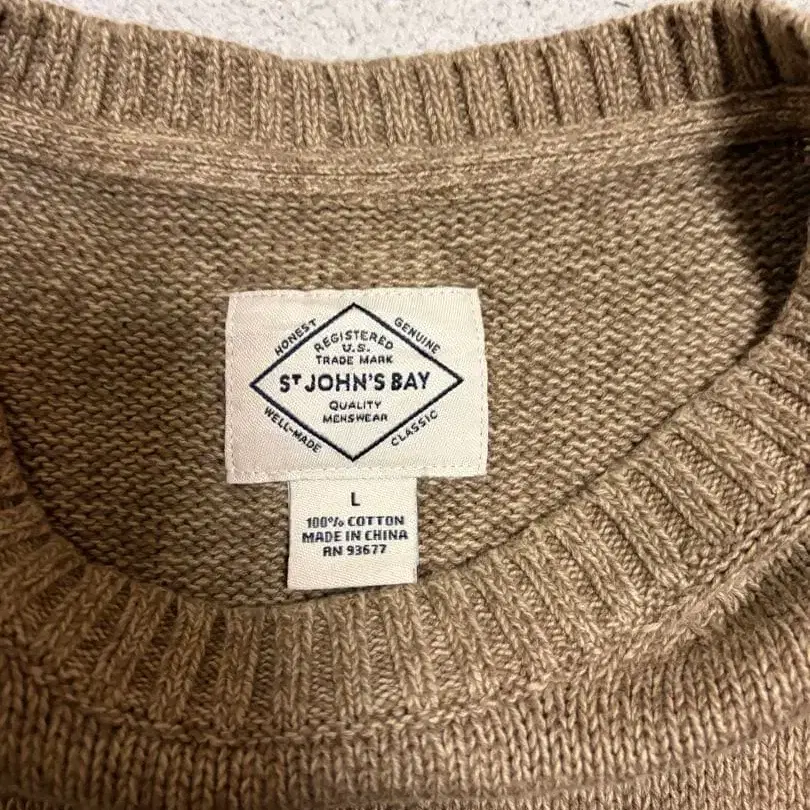 HONEST
GENUINE
REGISTERED
U.S.
TRADE MARK
ST JOHN'S BAY
QUALITY
MENSWEAR
WELL-MADE
CLASSIC
L
100% COTTON
MADE IN CHINA
RN 93677